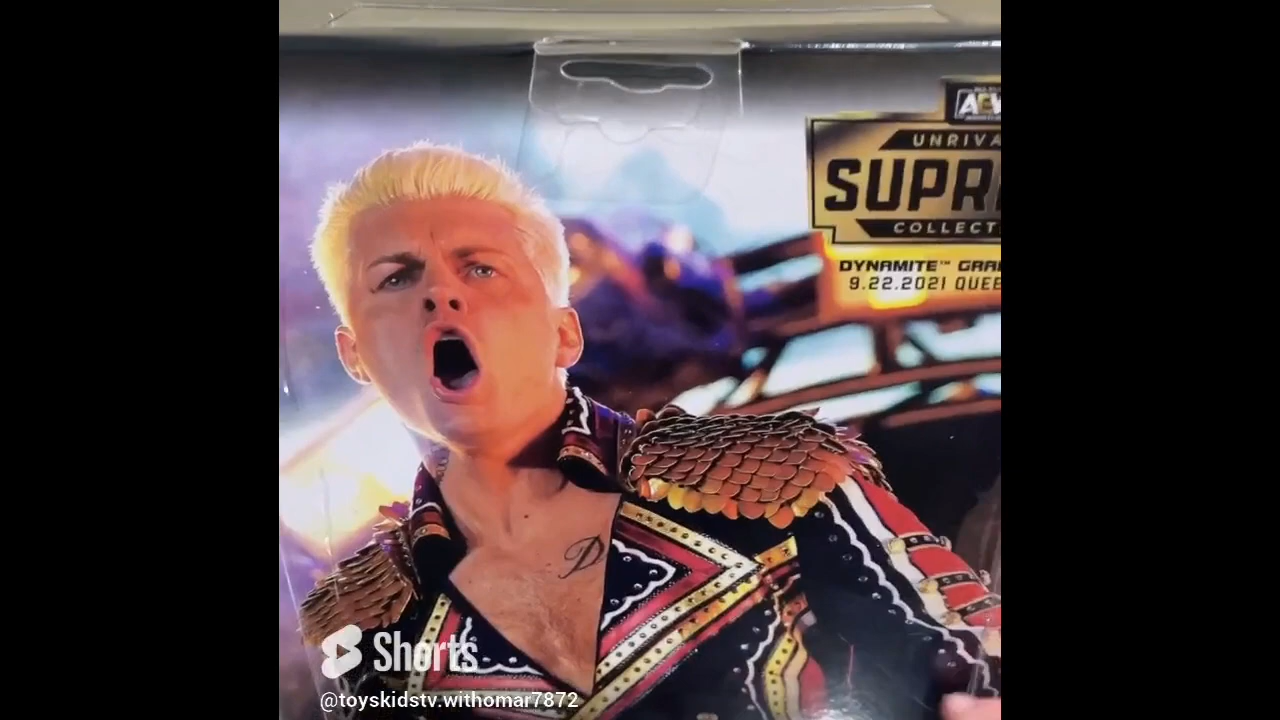 AEW
UNRIVA
SUPR
COLLECT
DYNAMITE™ GRA
9.22.2021 QUEE
D
Shorts
@toyskidstv.withomar7872